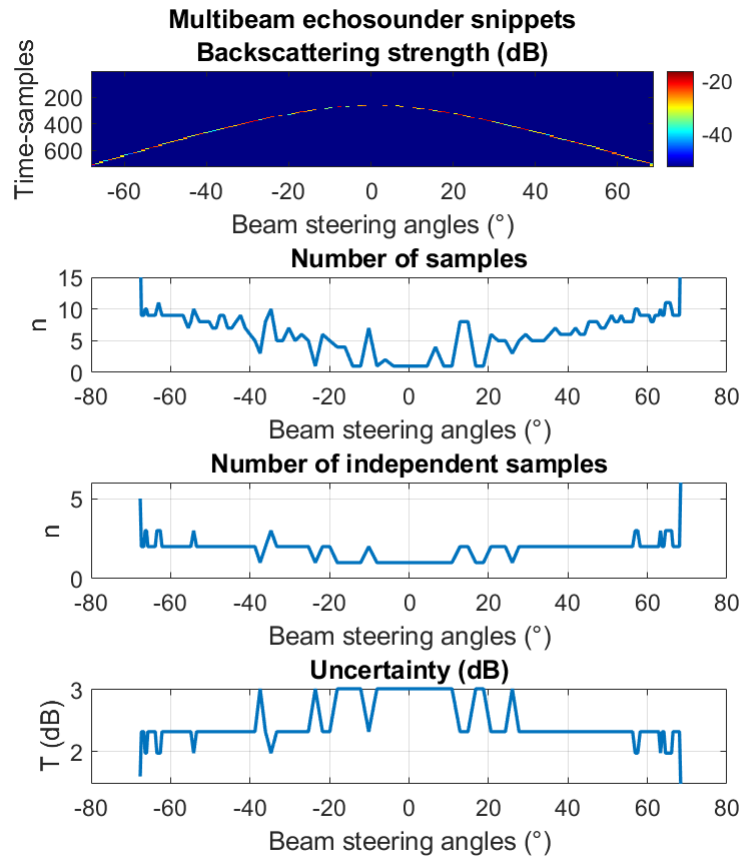 Multibeam echosounder snippets
Backscattering strength (dB)
Time-samples
200
400
600
-60 -40 -20 0 20 40 60
-20
-40
Beam steering angles (°)
Number of samples
n
15
10
5
0
-80 -60 -40 -20 0 20 40 60 80
Beam steering angles (°)
Number of independent samples
n
5
0
-80 -60 -40 -20 0 20 40 60 80
Beam steering angles (°)
Uncertainty (dB)
T (dB)
3
2
-80 -60 -40 -20 0 20 40 60 80
Beam steering angles (°)